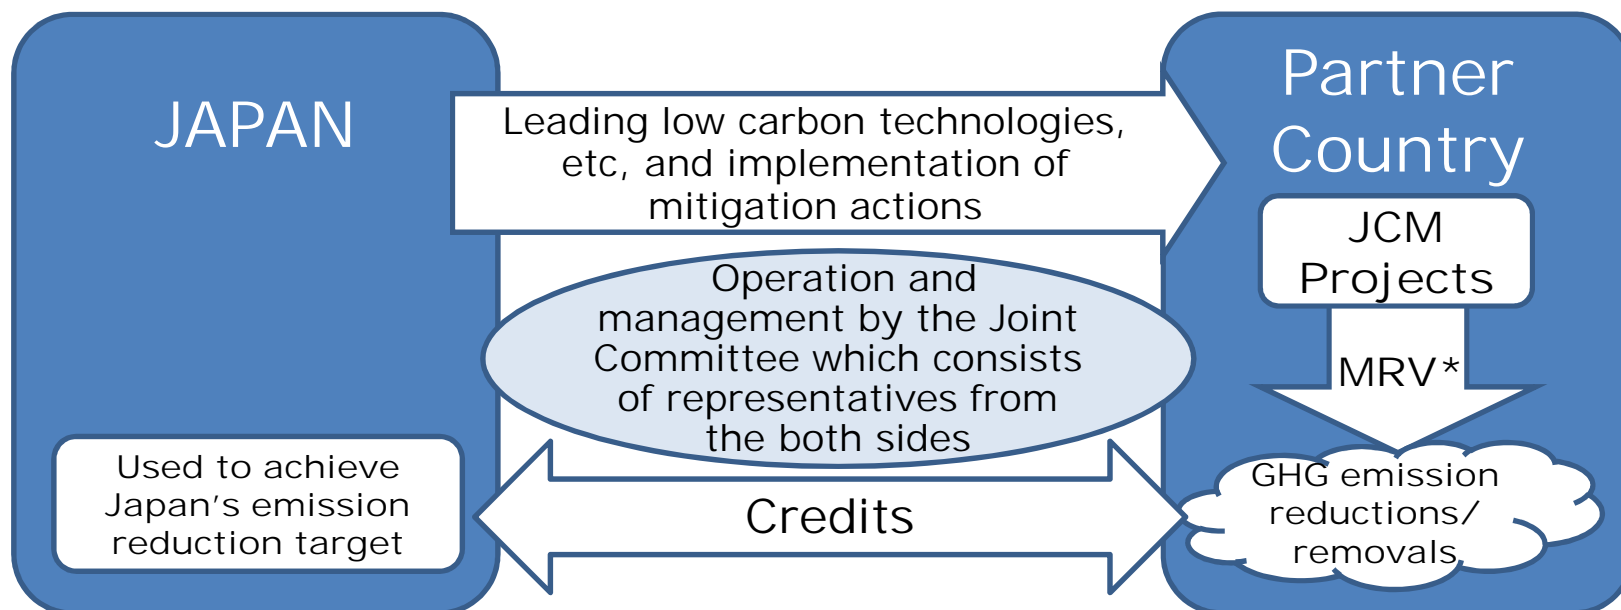 JAPAN
Leading low carbon technologies,
etc, and implementation of
mitigation actions
Partner
Country
JCM
Projects
Operation and
management by the Joint
Committee which consists
of representatives from
the both sides
MRV*
Used to achieve
Japan's emission
reduction target
Credits
GHG emission
reductions/
removals